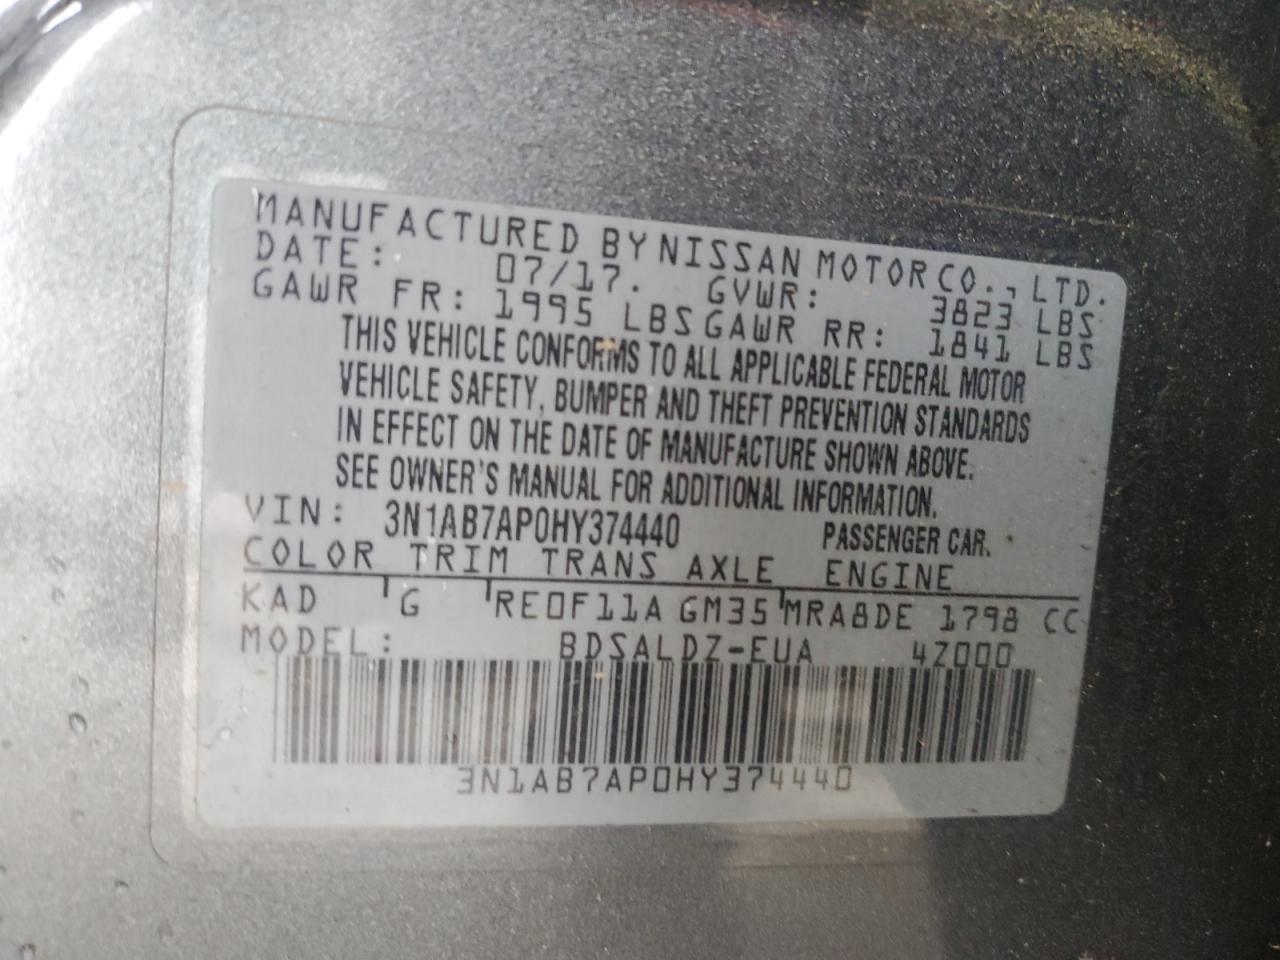 MANUFACTURED BY NISSAN MOTOR CO., LTD.
DATE: 07/17. GVWR: 3823 LBS
GAWR FR: 1995 LBS GAWR RR: 1841 LBS
THIS VEHICLE CONFORMS TO ALL APPLICABLE FEDERAL MOTOR
VEHICLE SAFETY, BUMPER AND THEFT PREVENTION STANDARDS
IN EFFECT ON THE DATE OF MANUFACTURE SHOWN ABOVE.
SEE OWNER'S MANUAL FOR ADDITIONAL INFORMATION.
VIN: 3N1AB7AP0HY374440 PASSENGER CAR.
COLOR TRIM TRANS AXLE ENGINE
KAD G RE0F11A GM35 MRA8DE 1798 CC
MODEL: BDSALDZ-EUA 4Z000
3N1AB7AP0HY374440